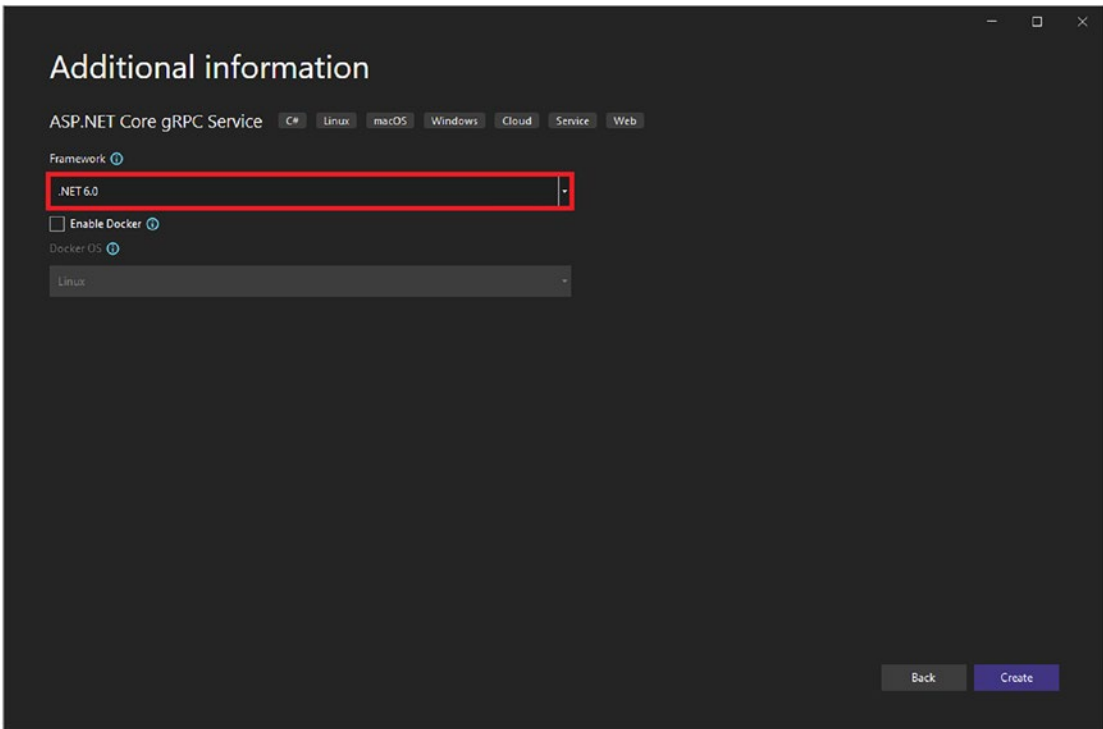 Additional information
ASP.NET Core gRPC Service C# Linux macOS Windows Cloud Service Web
Framework
.NET 6.0
Enable Docker
Docker OS
Linux
Back Create